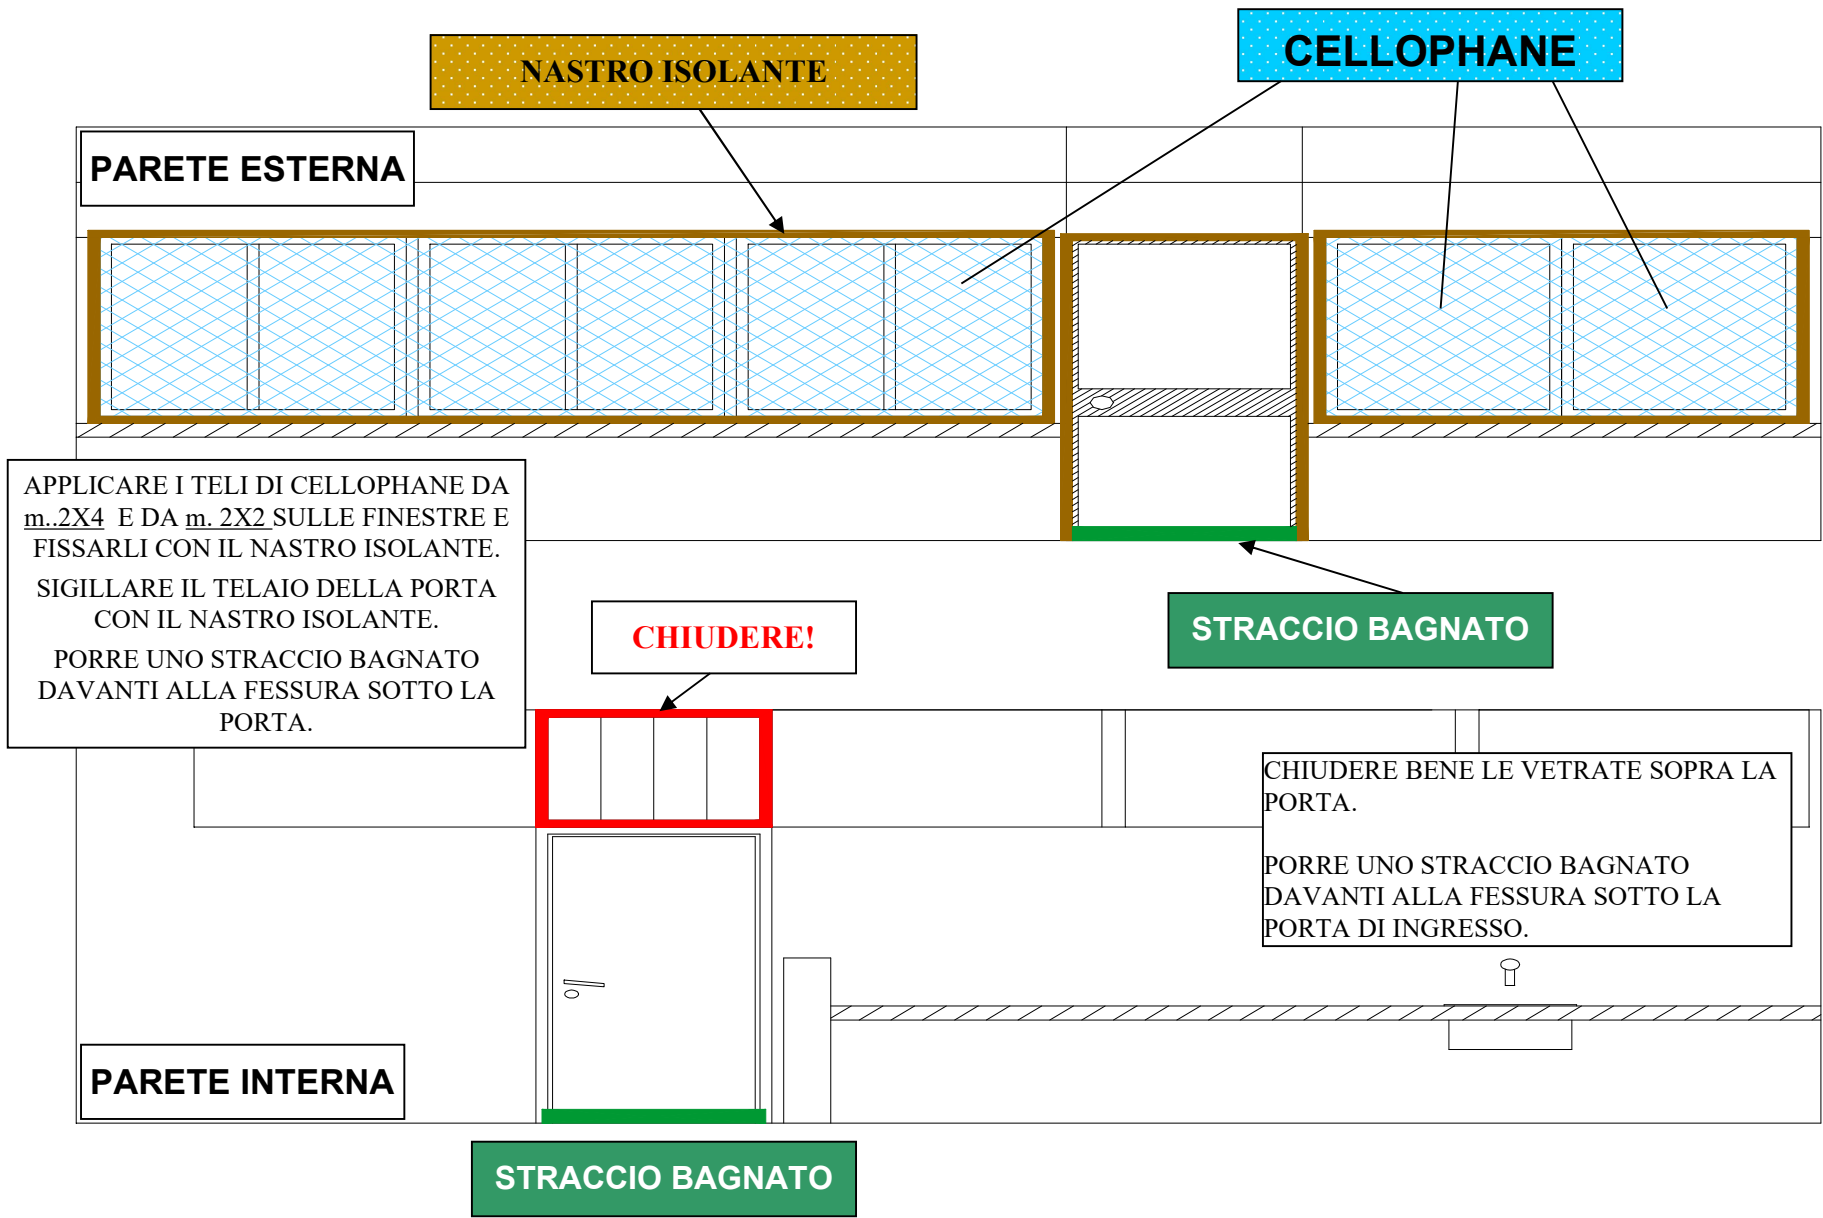 NASTRO ISOLANTE
CELLOPHANE
PARETE ESTERNA
APPLICARE I TELI DI CELLOPHANE DA
m..2X4 E DA m. 2X2 SULLE FINESTRE E
FISSARLI CON IL NASTRO ISOLANTE.
SIGILLARE IL TELAIO DELLA PORTA
CON IL NASTRO ISOLANTE.
PORRE UNO STRACCIO BAGNATO
DAVANTI ALLA FESSURA SOTTO LA
PORTA.
STRACCIO BAGNATO
CHIUDERE!
CHIUDERE BENE LE VETRATE SOPRA LA
PORTA.
PORRE UNO STRACCIO BAGNATO
DAVANTI ALLA FESSURA SOTTO LA
PORTA DI INGRESSO.
PARETE INTERNA
STRACCIO BAGNATO